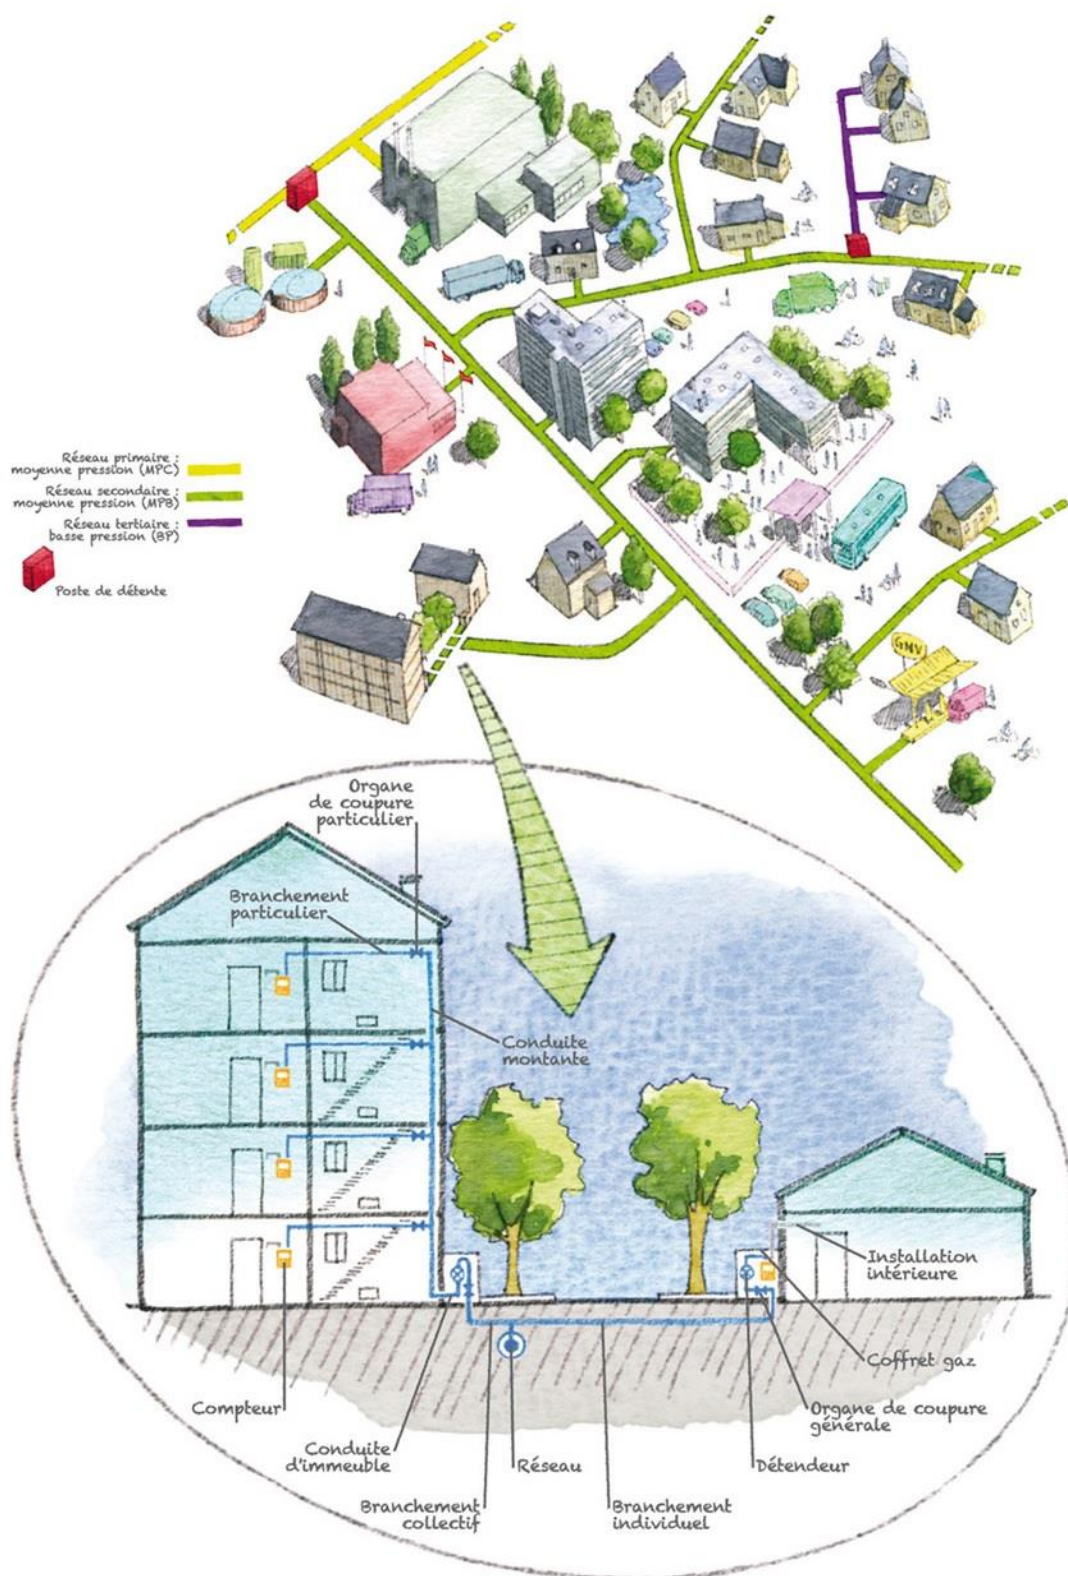 Réseau primaire :
moyenne pression (MPC)
Réseau secondaire :
moyenne pression (MPB)
Réseau tertiaire :
basse pression (BP)
Poste de détente
GNV
Organe
de coupure
particulier
Branchement
particulier
Conduite
montante
Installation
intérieure
Coffret gaz
Compteur
Organe de coupure
générale
Conduite
d'immeuble
Réseau
Détendeur
Branchement
collectif
Branchement
individuel